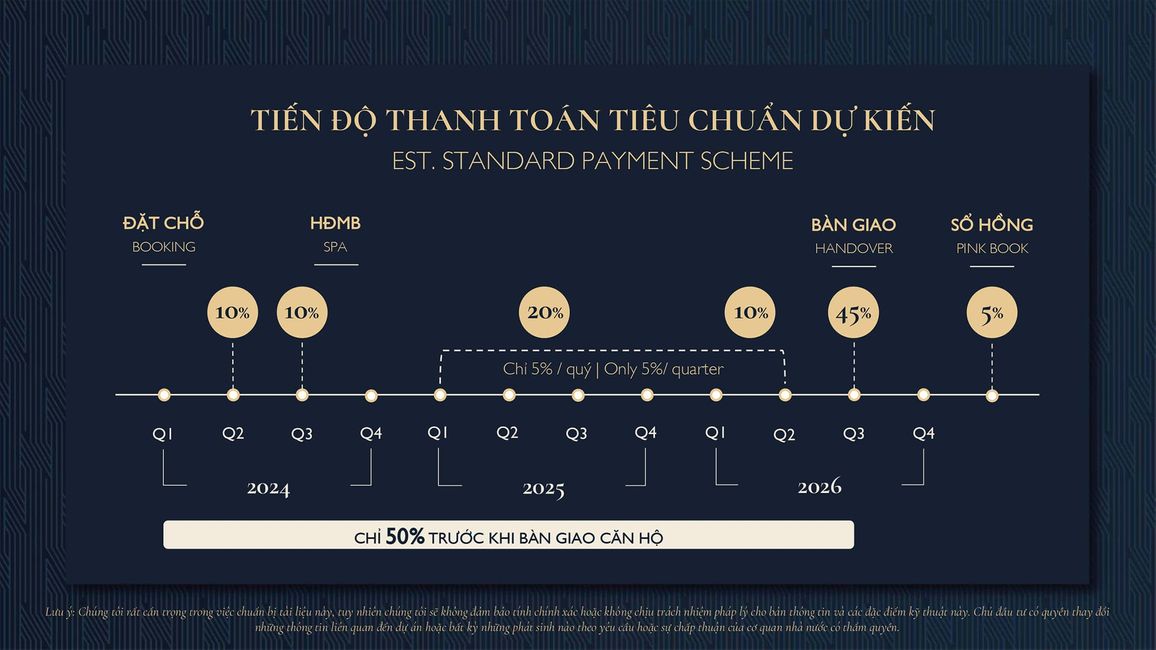 TIẾN ĐỘ THANH TOÁN TIÊU CHUẨN DỰ KIẾN
EST. STANDARD PAYMENT SCHEME
ĐẶT CHỖ
BOOKING
HĐMB
SPA
BÀN GIAO
HANDOVER
SỔ HỒNG
PINK BOOK
10% 10% 20% 10% 45% 5%
Chỉ 5% / quý | Only 5%/ quarter
Q1 Q2 Q3 Q4 Q1 Q2 Q3 Q4 Q1 Q2 Q3 Q4
2024 2025 2026
CHỈ 50% TRƯỚC KHI BÀN GIAO CĂN HỘ
Lưu ý: Chúng tôi rất cẩn trọng trong việc chuẩn bị tài liệu này, tuy nhiên chúng tôi sẽ không đảm bảo tính chính xác hoặc không chịu trách nhiệm pháp lý cho bản thông tin và các đặc điểm kỹ thuật này. Chủ đầu tư có quyền thay đổi
những thông tin liên quan đến dự án hoặc bất kỳ những phát sinh nào theo yêu cầu hoặc sự chấp thuận của cơ quan nhà nước có thẩm quyền.